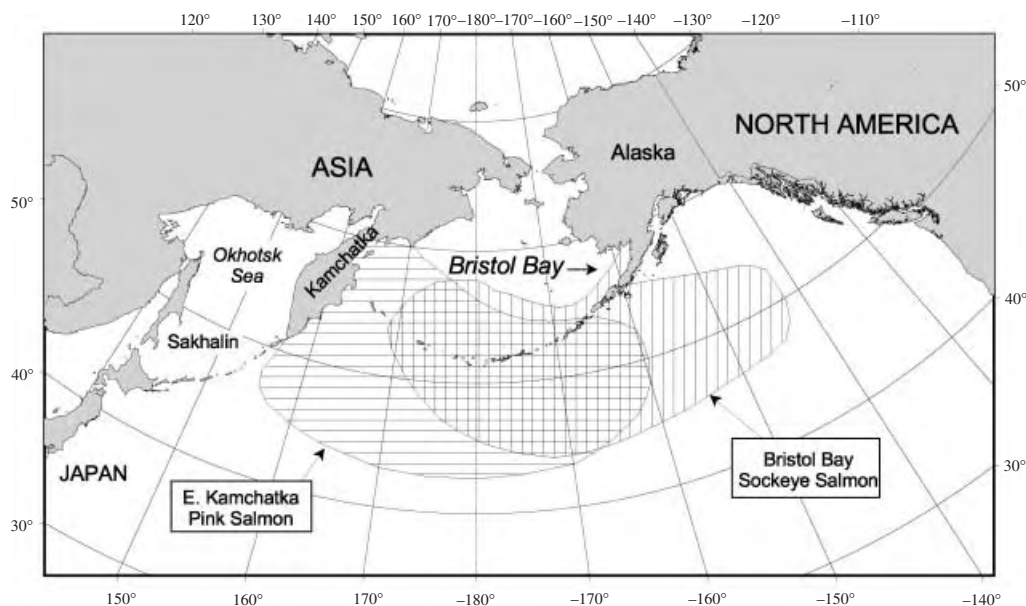 120° 130° 140° 150° 160° 170° –180° –170° –160° –150° –140° –130° –120° –110°
50°
NORTH AMERICA
Alaska
ASIA
50°
Okhotsk
Sea
Kamchatka
Bristol Bay
40°
Sakhalin
40°
JAPAN
Bristol Bay
Sockeye Salmon
30°
E. Kamchatka
Pink Salmon
30°
150° 160° 170° –180° –170° –160° –150° –140°